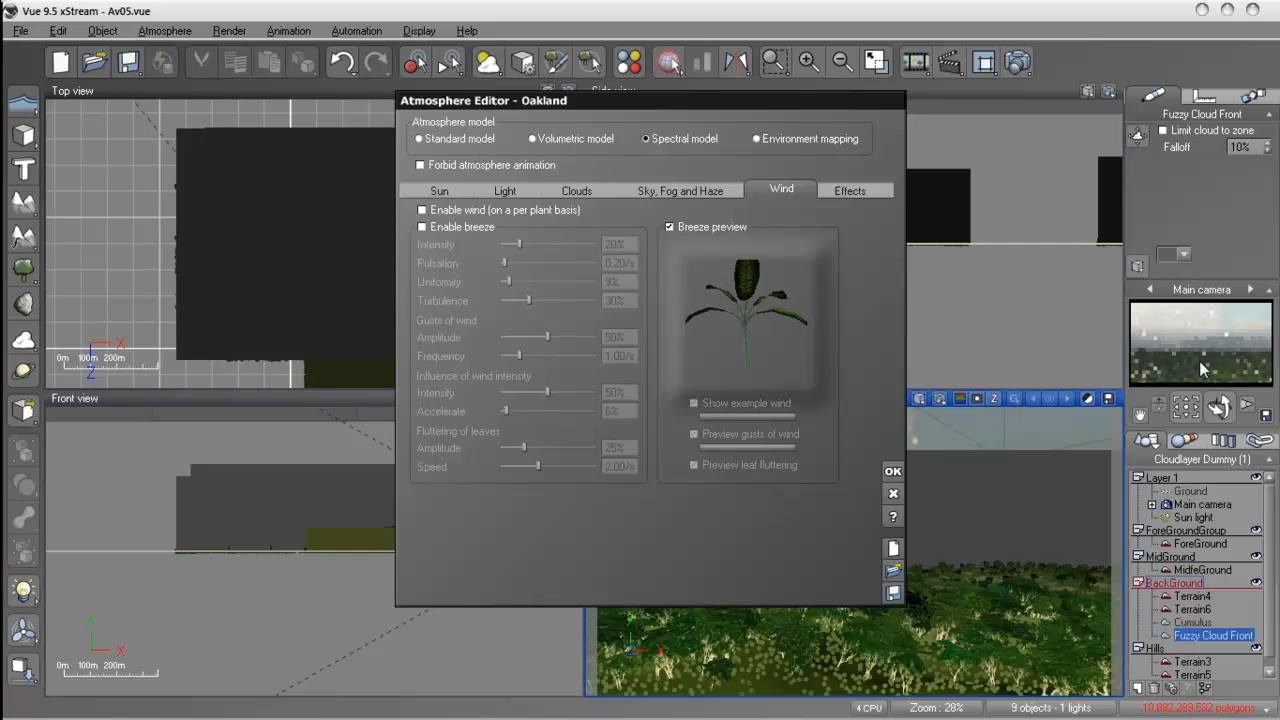 Vue 9.5 xStream - Av05.vue
File Edit Object Atmosphere Render Animation Automation Display Help
Top view
Atmosphere Editor - Oakland
Atmosphere model
Standard model Volumetric model Spectral model Environment mapping
Forbid atmosphere animation
Sun Light Clouds Sky, Fog and Haze Wind Effects
Enable wind (on a per plant basis)
Enable breeze
Intensity 20%
Pulsation 0.20/s
Uniformity 9%
Turbulence 30%
Gusts of wind
Amplitude 50%
Frequency 1.00/s
Influence of wind intensity
Intensity 50%
Accelerate 6%
Fluttering of leaves
Amplitude 25%
Speed 2.00/s
Breeze preview
Show example wind
Preview gusts of wind
Preview leaf fluttering
OK
?
Fuzzy Cloud Front
Limit cloud to zone
Falloff 10%
Main camera
X
0m 100m 200m
Z
Front view
X
0m 100m 200m
Z
X
Cloudlayer Dummy (1)
Layer 1
Ground
Main camera
Sun light
ForeGroundGroup
ForeGround
MidGround
MidfeGround
BackGround
Terrain4
Terrain6
Cumulus
Fuzzy Cloud Front
Hills
Terrain3
Terrain5
4 CPU Zoom : 28% 9 objects - 1 lights 10,882,289,582 polygons